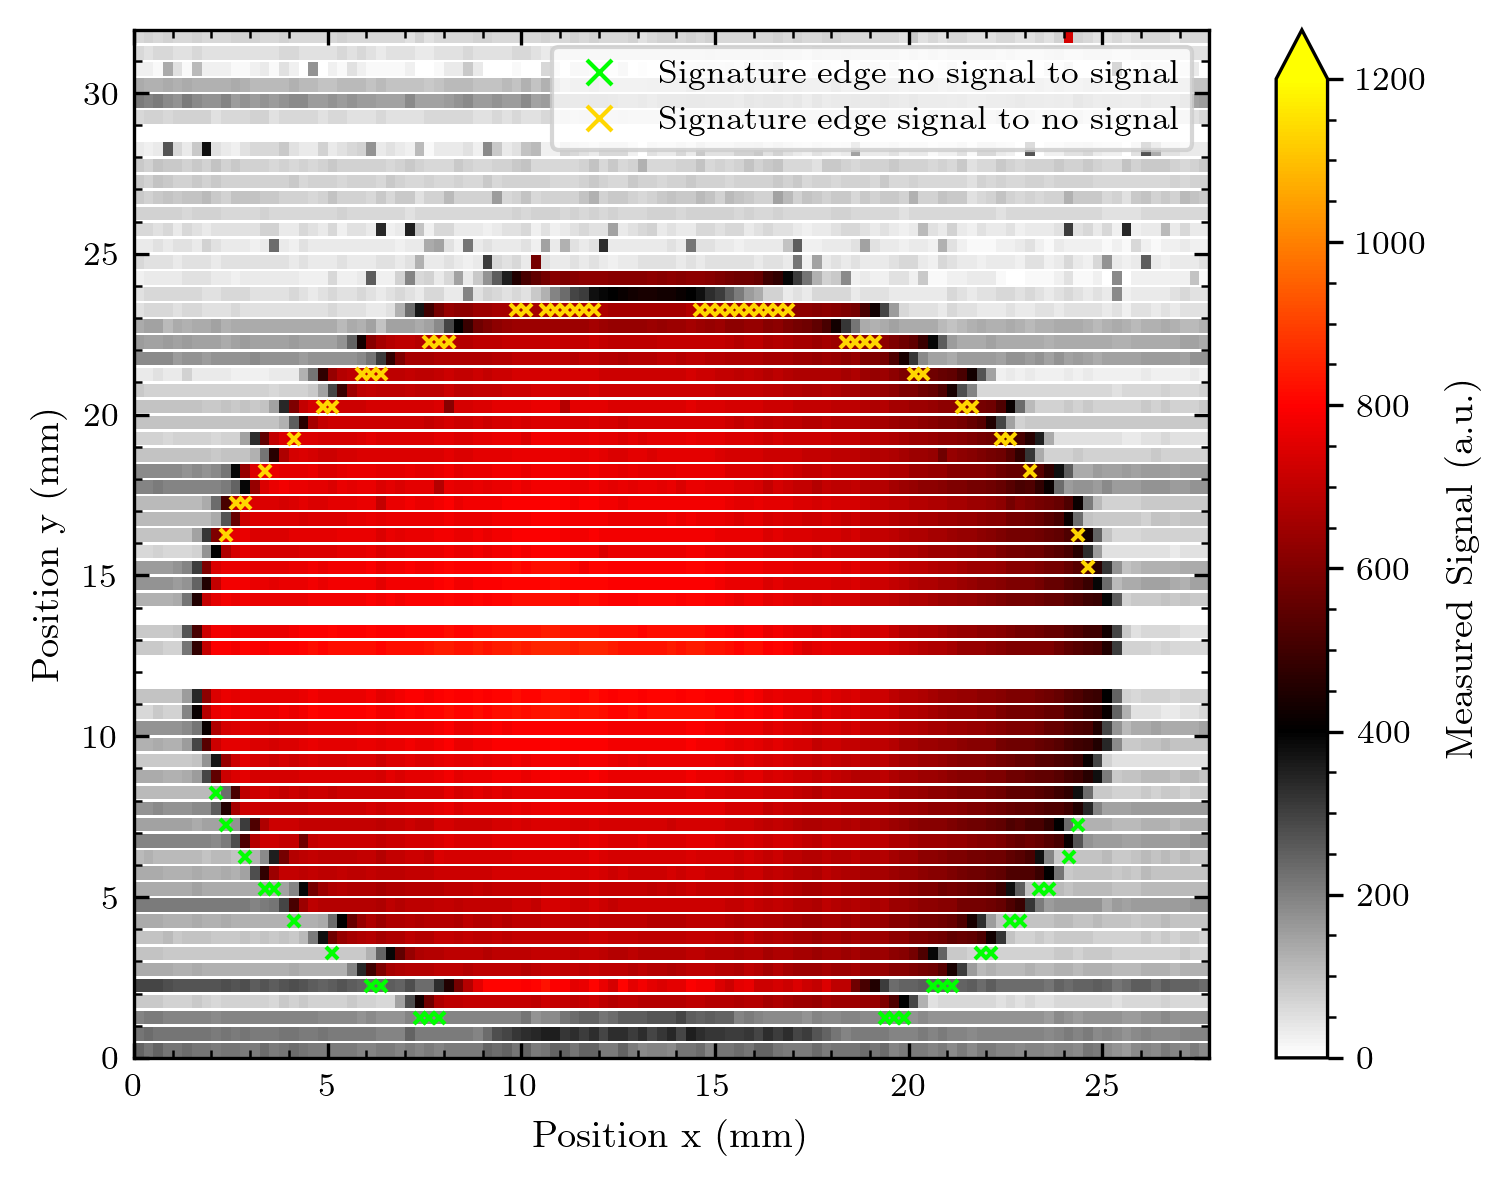 Signature edge no signal to signal
Signature edge signal to no signal
30
25
20
15
10
5
0
Position y (mm)
0 5 10 15 20 25
Position x (mm)
1200
1000
800
600
400
200
0
Measured Signal (a.u.)